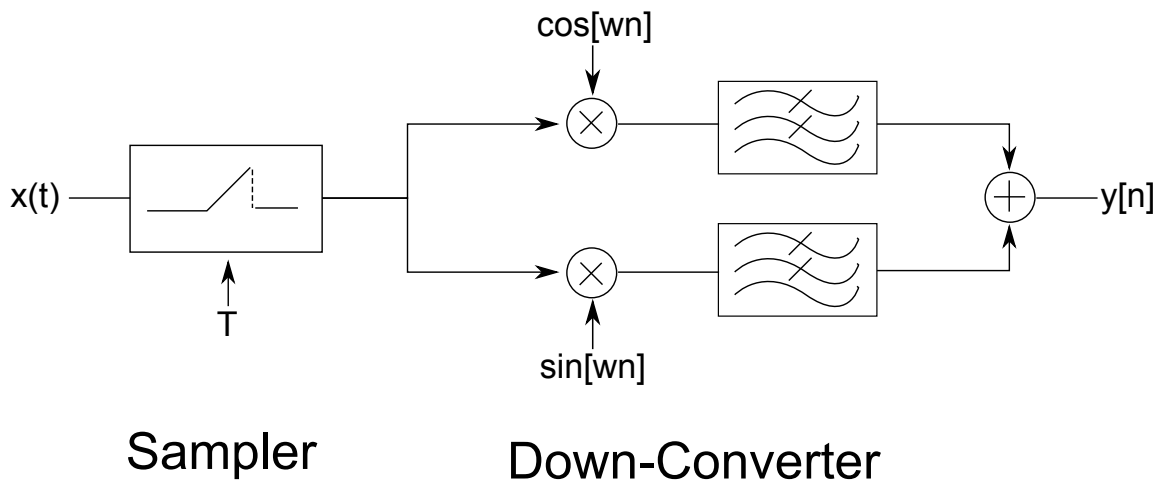 cos[wn]
x(t)
y[n]
T
sin[wn]
Sampler
Down-Converter